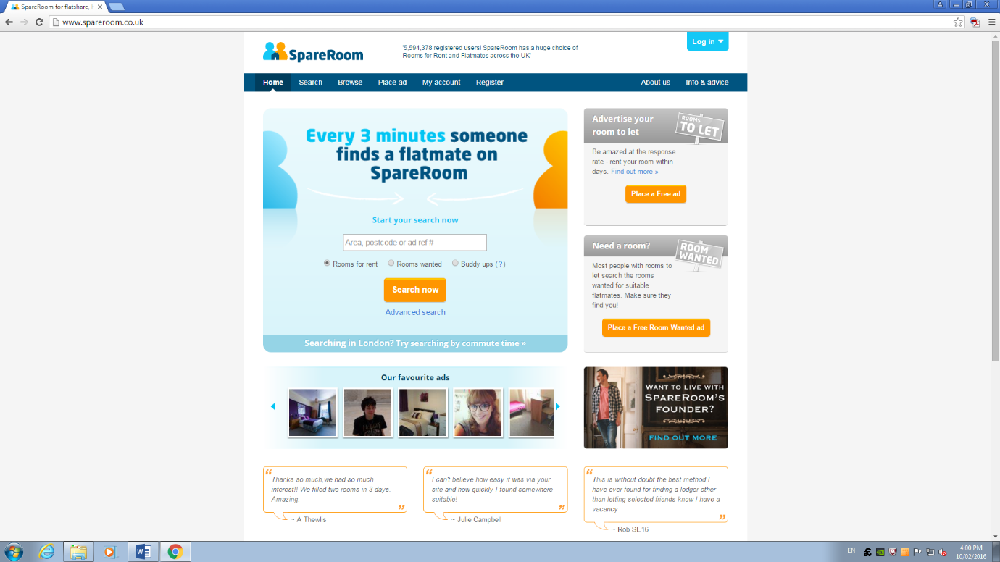 SpareRoom for flatshare, H
www.spareroom.co.uk
SpareRoom
'5,594,378 registered users! SpareRoom has a huge choice of
Rooms for Rent and Flatmates across the UK'
Log in
Home
Search
Browse
Place ad
My account
Register
About us
Info & advice
Every 3 minutes someone
finds a flatmate on
SpareRoom
Start your search now
Area, postcode or ad ref #
Rooms for rent
Rooms wanted
Buddy ups (?)
Search now
Advanced search
Searching in London? Try searching by commute time »
Advertise your
room to let
ROOMS
TO LET
Be amazed at the response
rate - rent your room within
days. Find out more »
Place a Free ad
Need a room?
ROOM
WANTED
Most people with rooms to
let search the rooms
wanted for suitable
flatmates. Make sure they
find you!
Place a Free Room Wanted ad
Our favourite ads
WANT TO LIVE WITH
SPAREROOM'S
FOUNDER?
FIND OUT MORE
Thanks so much,we had so much
interest!! We filled two rooms in 3 days.
Amazing.
~ A Thewlis
I can't believe how easy it was via your
site and how quickly I found somewhere
suitable!
~ Julie Campbell
This is without doubt the best method I
have ever found for finding a lodger other
than letting selected friends know I have a
vacancy
~ Rob SE16
EN
4:00 PM
10/02/2016